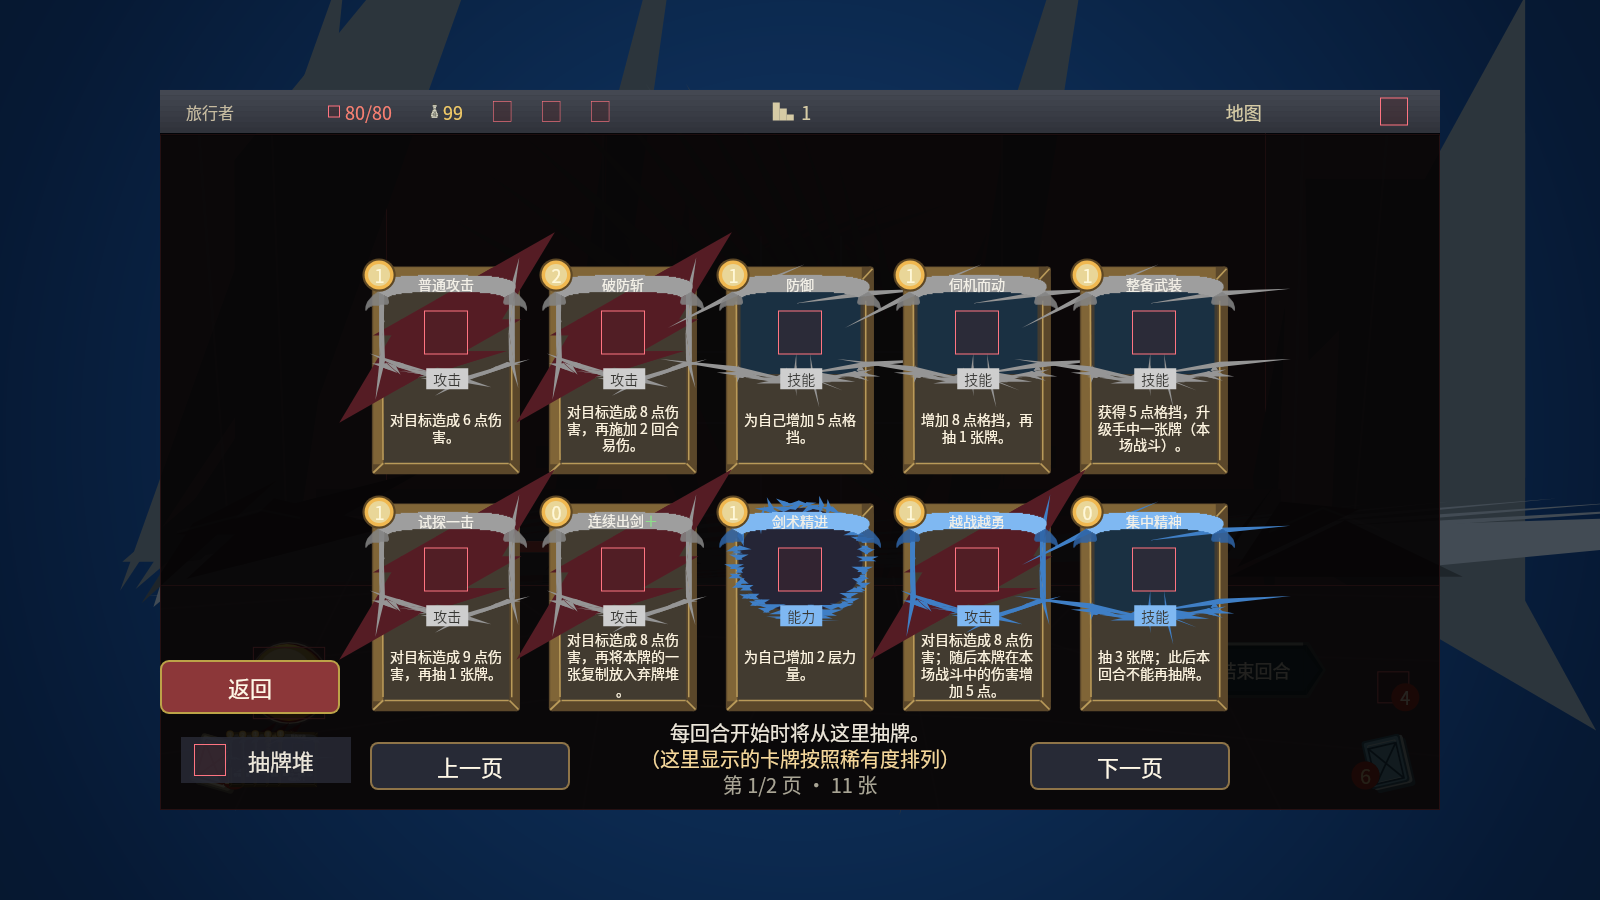 旅行者
80/80
99
1
地图
1
普通攻击
攻击
对目标造成 6 点伤
害。
2
破防斩
攻击
对目标造成 8 点伤
害，再施加 2 回合
易伤。
1
防御
技能
为自己增加 5 点格
挡。
1
伺机而动
技能
增加 8 点格挡，再
抽 1 张牌。
1
整备武装
技能
获得 5 点格挡，升
级手中一张牌（本
场战斗）。
1
试探一击
攻击
对目标造成 9 点伤
害，再抽 1 张牌。
0
连续出剑+
攻击
对目标造成 8 点伤
害，再将本牌的一
张复制放入弃牌堆
。
1
剑术精进
能力
为自己增加 2 层力
量。
1
越战越勇
攻击
对目标造成 8 点伤
害；随后本牌在本
场战斗中的伤害增
加 5 点。
0
集中精神
技能
抽 3 张牌；此后本
回合不能再抽牌。
返回
结束回合
4
抽牌堆
上一页
每回合开始时将从这里抽牌。
（这里显示的卡牌按照稀有度排列）
第 1/2 页 · 11 张
下一页
6